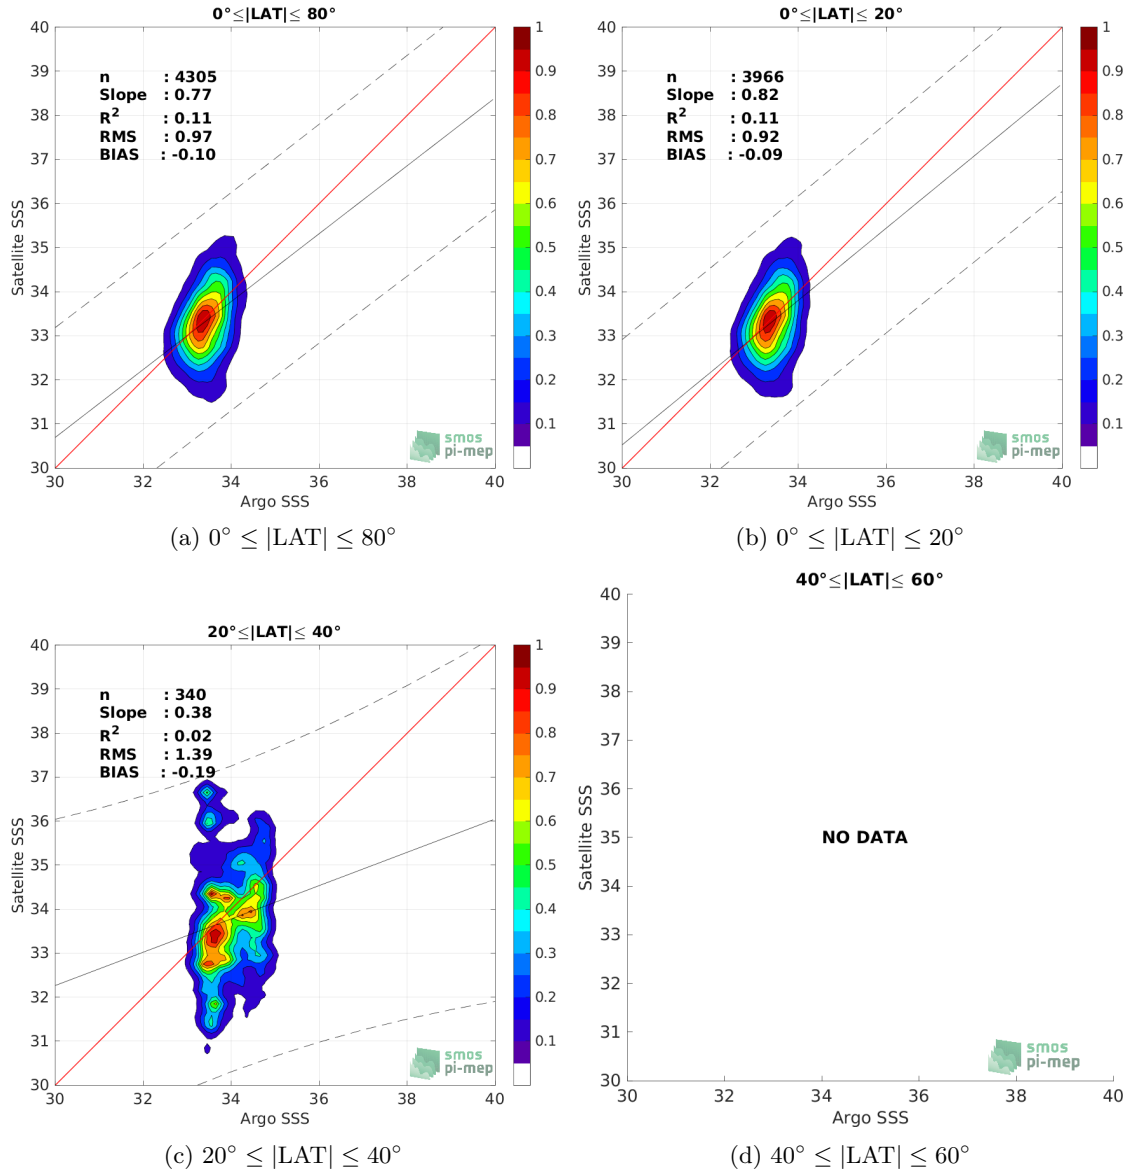 0°≤|LAT|≤ 80°
n : 4305
Slope : 0.77
R² : 0.11
RMS : 0.97
BIAS : -0.10
40
39
38
37
36
35
34
33
32
31
30
Satellite SSS
30 32 34 36 38 40
Argo SSS
1
0.9
0.8
0.7
0.6
0.5
0.4
0.3
0.2
0.1
smos
pi-mep
(a) 0° ≤ |LAT| ≤ 80°
0°≤|LAT|≤ 20°
n : 3966
Slope : 0.82
R² : 0.11
RMS : 0.92
BIAS : -0.09
40
39
38
37
36
35
34
33
32
31
30
Satellite SSS
30 32 34 36 38 40
Argo SSS
1
0.9
0.8
0.7
0.6
0.5
0.4
0.3
0.2
0.1
smos
pi-mep
(b) 0° ≤ |LAT| ≤ 20°
20°≤|LAT|≤ 40°
n : 340
Slope : 0.38
R² : 0.02
RMS : 1.39
BIAS : -0.19
40
39
38
37
36
35
34
33
32
31
30
Satellite SSS
30 32 34 36 38 40
Argo SSS
1
0.9
0.8
0.7
0.6
0.5
0.4
0.3
0.2
0.1
smos
pi-mep
(c) 20° ≤ |LAT| ≤ 40°
40°≤|LAT|≤ 60°
40
39
38
37
36
35
34
33
32
31
30
Satellite SSS
NO DATA
30 32 34 36 38 40
Argo SSS
smos
pi-mep
(d) 40° ≤ |LAT| ≤ 60°